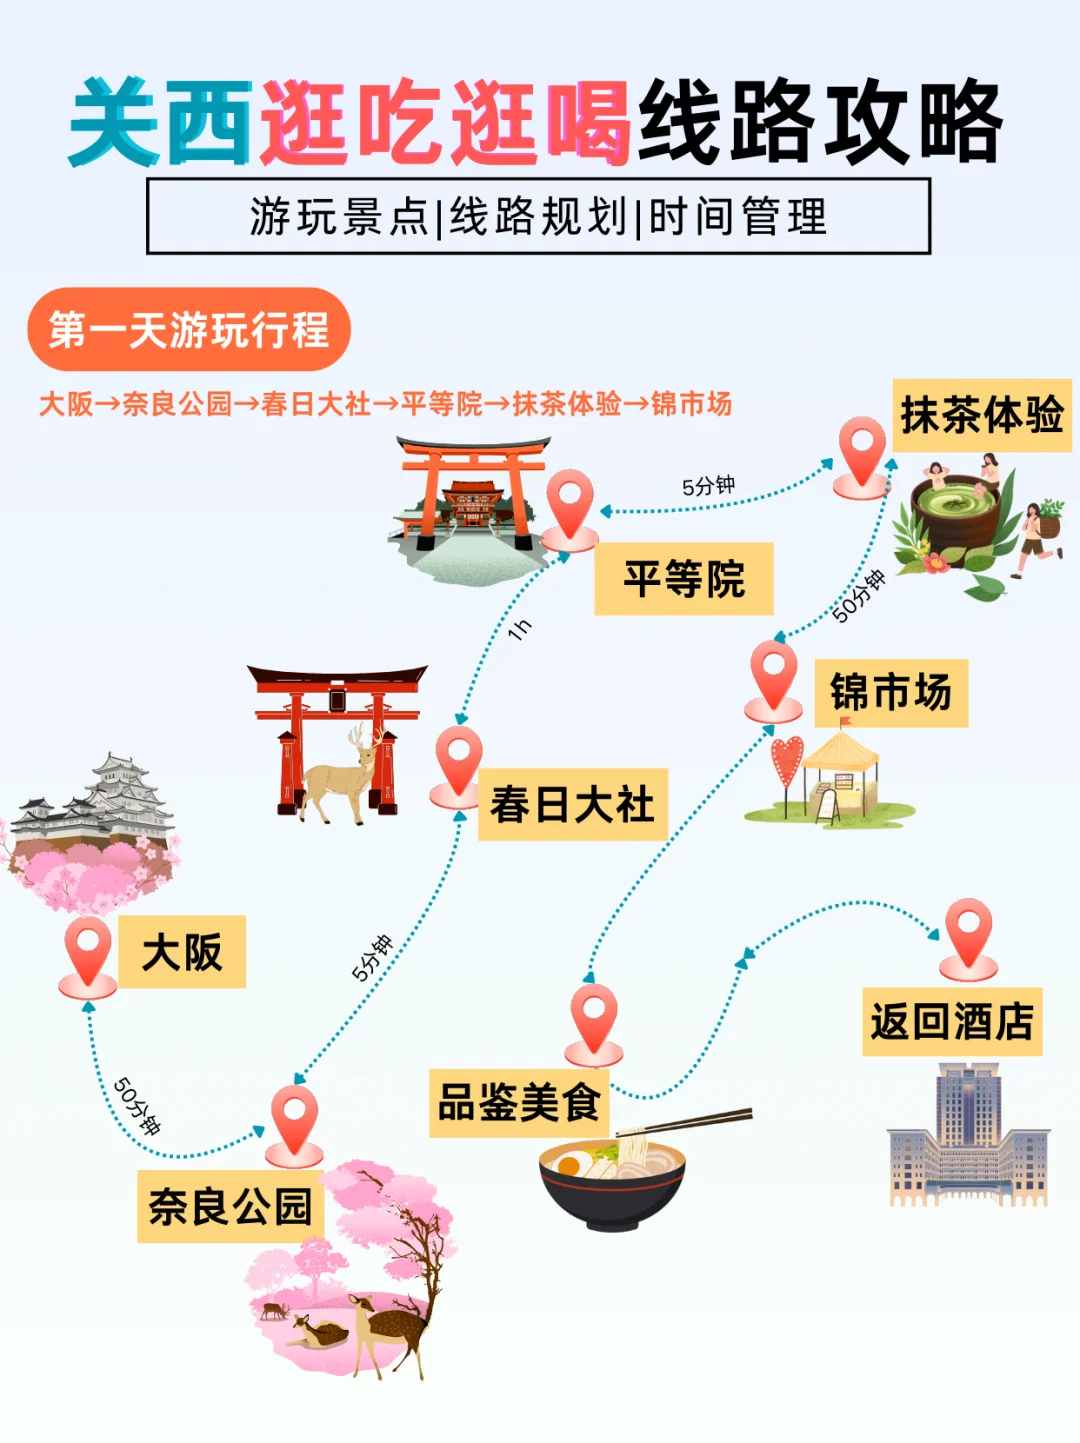 关西逛吃逛喝线路攻略
游玩景点|线路规划|时间管理
第一天游玩行程
大阪→奈良公园→春日大社→平等院→抹茶体验→锦市场
抹茶体验
5分钟
平等院
50分钟
1h
锦市场
春日大社
大阪
5分钟
返回酒店
50分钟
品鉴美食
奈良公园